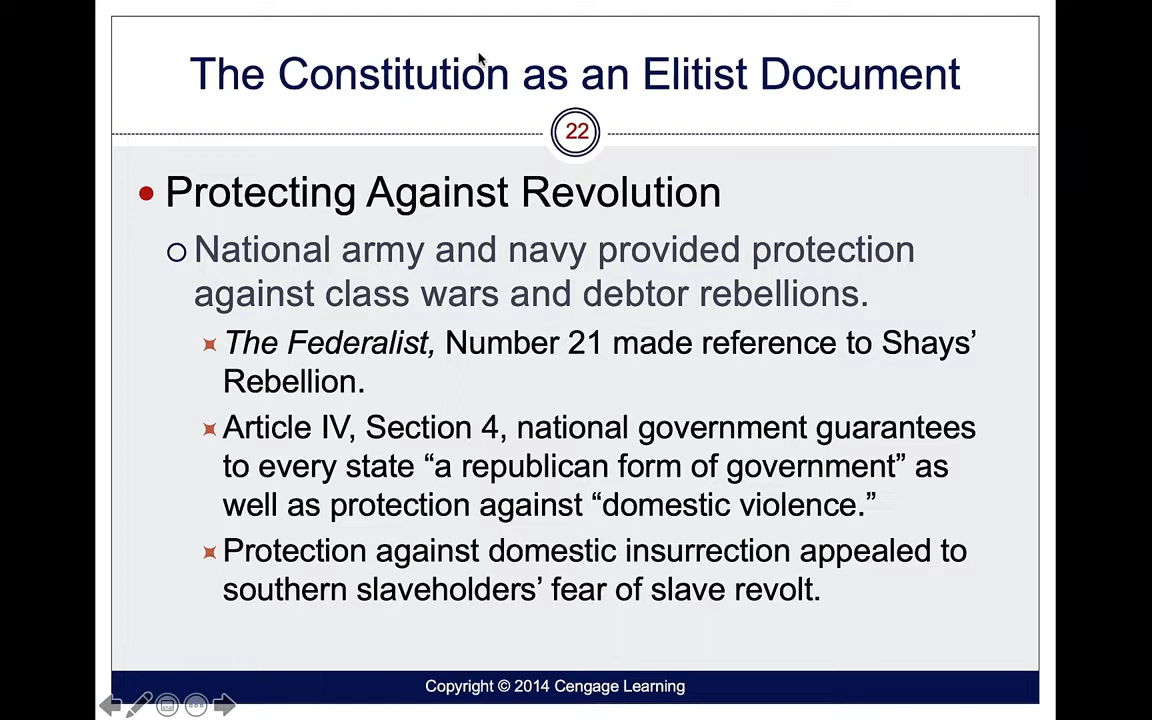 The Constitution as an Elitist Document
22
Protecting Against Revolution
National army and navy provided protection
against class wars and debtor rebellions.
The Federalist, Number 21 made reference to Shays’
Rebellion.
Article IV, Section 4, national government guarantees
to every state “a republican form of government” as
well as protection against “domestic violence.”
Protection against domestic insurrection appealed to
southern slaveholders’ fear of slave revolt.
Copyright © 2014 Cengage Learning